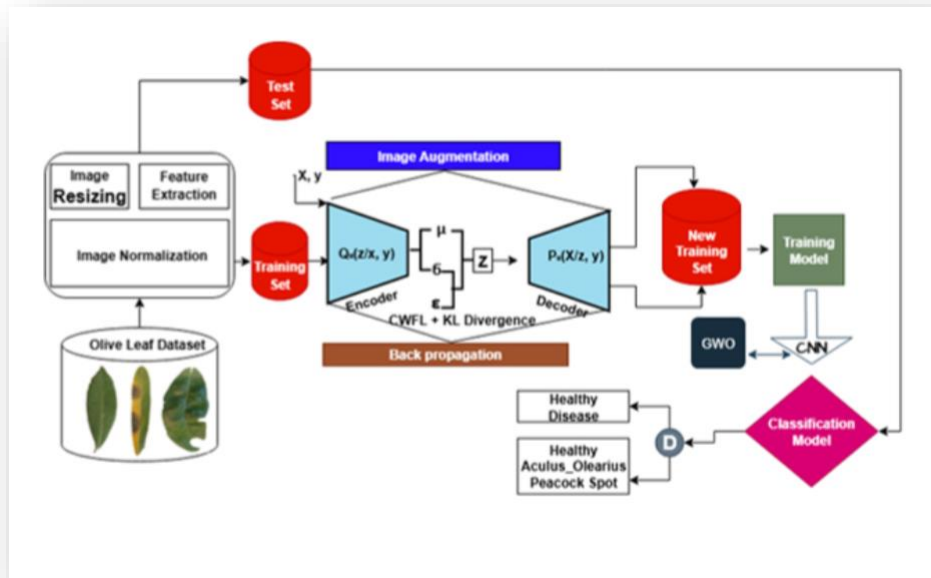 Test
Set
Image Augmentation
Image
Resizing
Feature
Extraction
Image Normalization
X, y
Training
Set
Encoder
μ
ε
Z
Decoder
CWFL + KL Divergence
Back propagation
New
Training
Set
Training
Model
GWO
CNN
Olive Leaf Dataset
Healthy
Disease
Healthy
Aculus_Olearius
Peacock Spot
D
Classification
Model